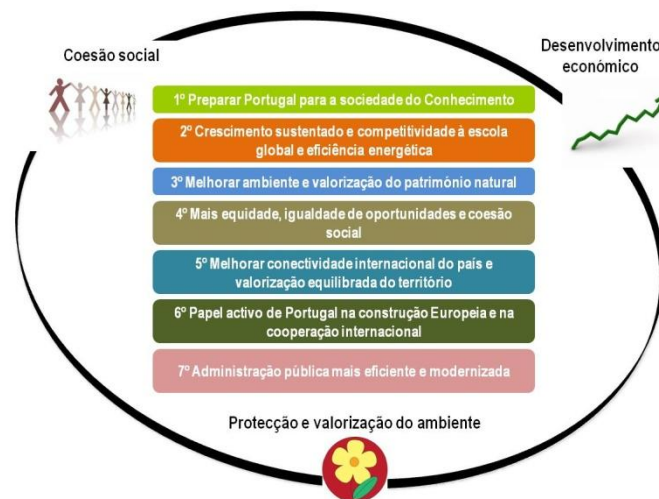 Coesão social
Desenvolvimento
económico
1º Preparar Portugal para a sociedade do Conhecimento
2º Crescimento sustentado e competitividade à escola
global e eficiência energética
3º Melhorar ambiente e valorização do património natural
4º Mais equidade, igualdade de oportunidades e coesão
social
5º Melhorar conectividade internacional do país e
valorização equilibrada do território
6º Papel activo de Portugal na construção Europeia e na
cooperação internacional
7º Administração pública mais eficiente e modernizada
Protecção e valorização do ambiente